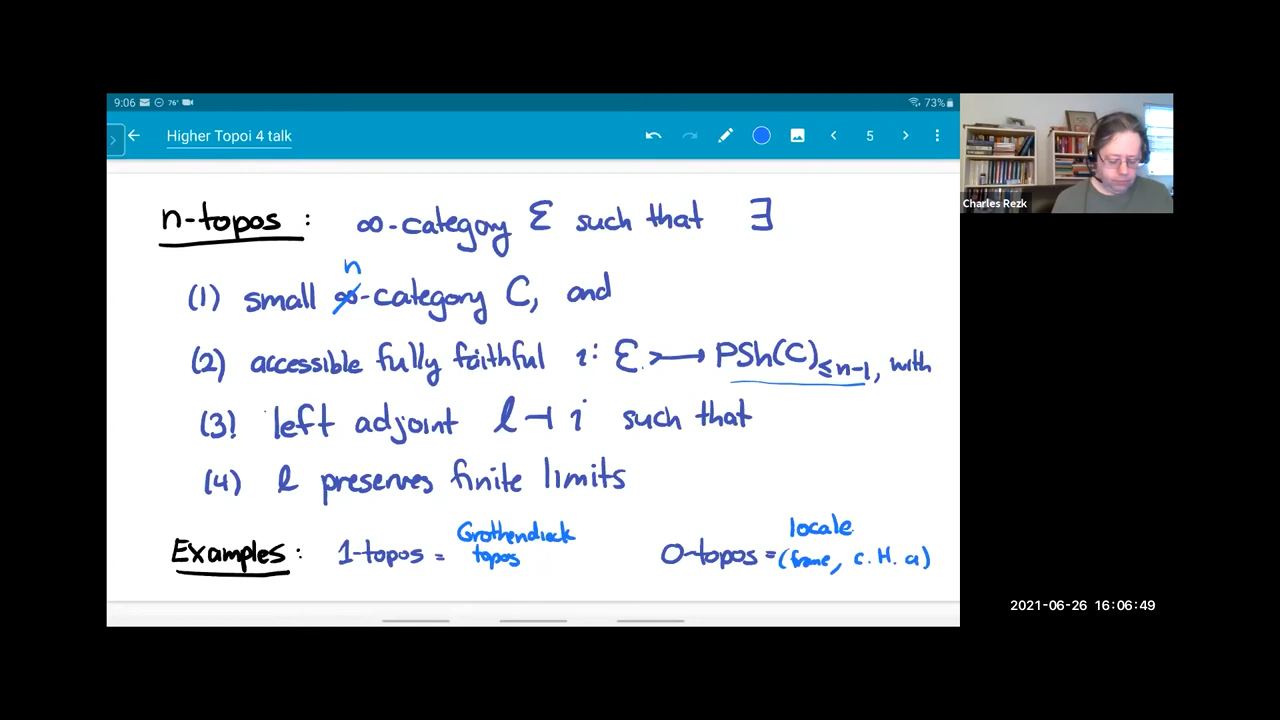 9:06 76° 73%
Higher Topoi 4 talk 5
Charles Rezk
n-topos : ∞-category Ɛ such that ∃
n
(1) small ∞-category C, and
(2) accessible fully faithful i: Ɛ ↣ PSh(C)≤n-1, with
(3) left adjoint l ⊣ i such that
(4) l preserves finite limits
Examples: 1-topos = Grothendieck topos 0-topos = locale (frame, c. H. a)
2021-06-26 16:06:49